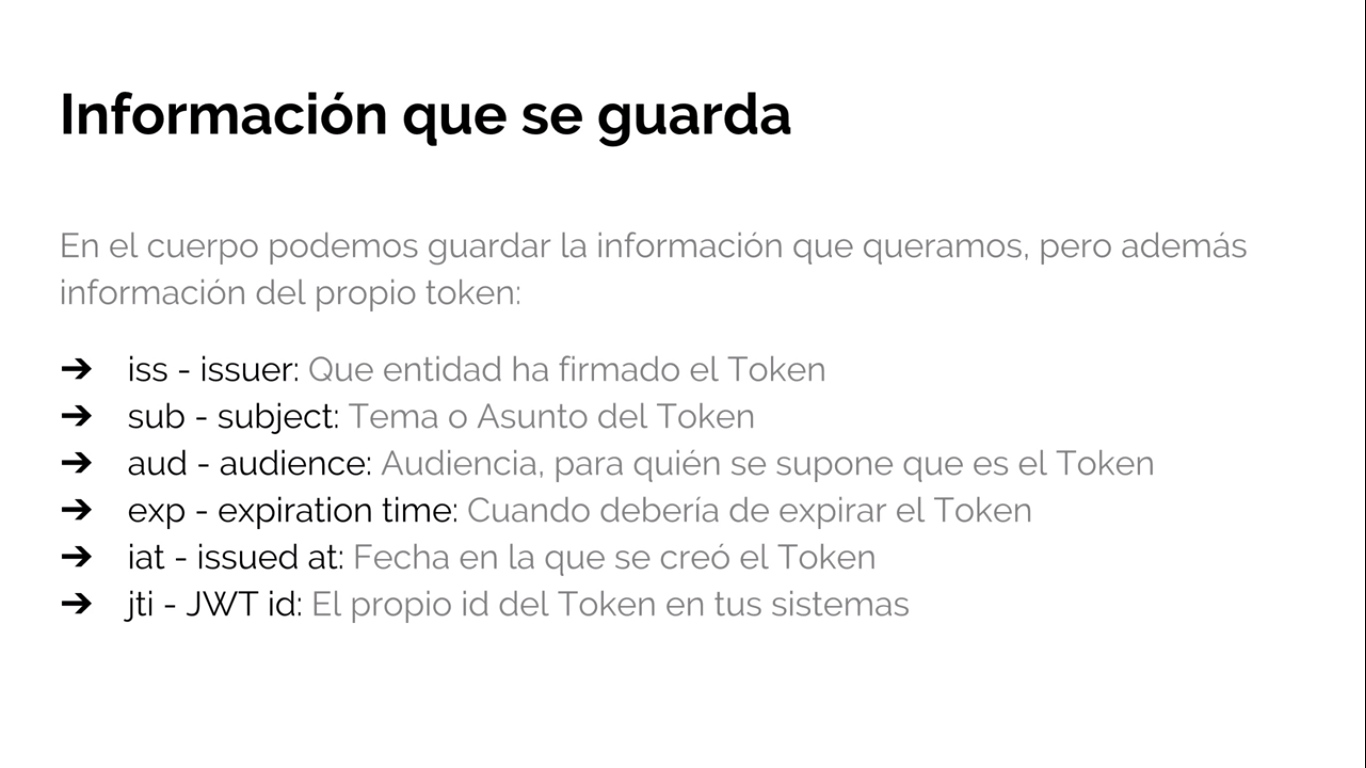 Información que se guarda
En el cuerpo podemos guardar la información que queramos, pero además
información del propio token:
➔ iss - issuer: Que entidad ha firmado el Token
➔ sub - subject: Tema o Asunto del Token
➔ aud - audience: Audiencia, para quién se supone que es el Token
➔ exp - expiration time: Cuando debería de expirar el Token
➔ iat - issued at: Fecha en la que se creó el Token
➔ jti - JWT id: El propio id del Token en tus sistemas